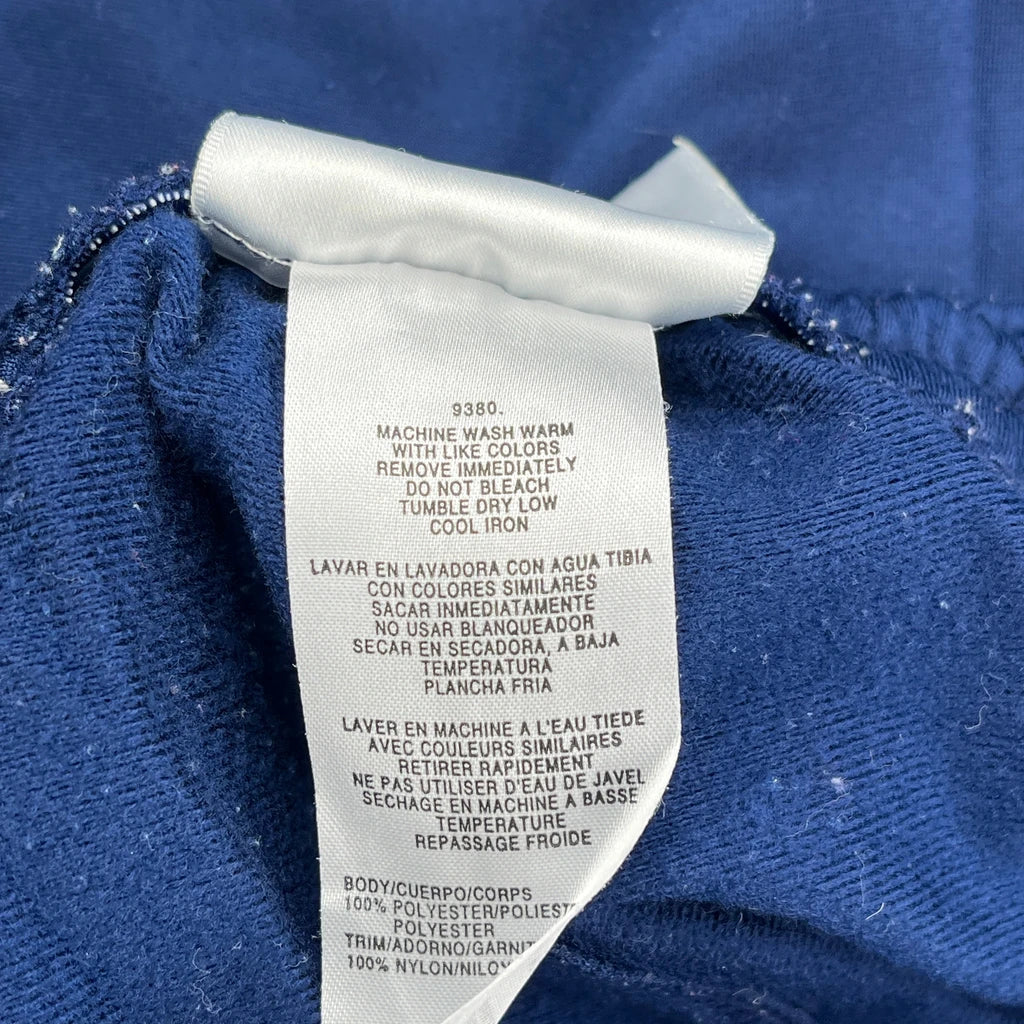 9380.
MACHINE WASH WARM
WITH LIKE COLORS
REMOVE IMMEDIATELY
DO NOT BLEACH
TUMBLE DRY LOW
COOL IRON
LAVAR EN LAVADORA CON AGUA TIBIA
CON COLORES SIMILARES
SACAR INMEDIATAMENTE
NO USAR BLANQUEADOR
SECAR EN SECADORA, A BAJA
TEMPERATURA
PLANCHA FRIA
LAVER EN MACHINE A L'EAU TIEDE
AVEC COULEURS SIMILAIRES
RETIRER RAPIDEMENT
NE PAS UTILISER D'EAU DE JAVEL
SECHAGE EN MACHINE A BASSE
TEMPERATURE
REPASSAGE FROIDE
BODY/CUERPO/CORPS
100% POLYESTER/POLIEST
POLYESTER
TRIM/ADORNO/GARNIT
100% NYLON/NILO